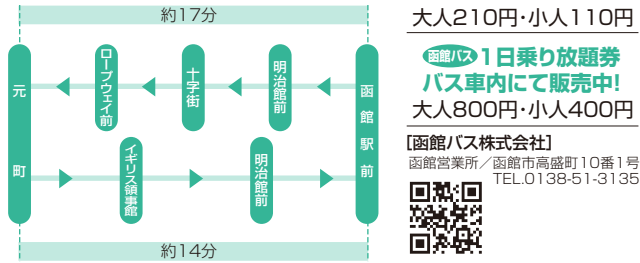 約17分
元町
ロープウェイ前
十字街
明治館前
函館駅前
イギリス領事館
明治館前
約14分
大人210円・小人110円
函館バス 1日乗り放題券
バス車内にて販売中!
大人800円・小人400円
[函館バス株式会社]
函館営業所／函館市高盛町10番1号
TEL.0138-51-3135